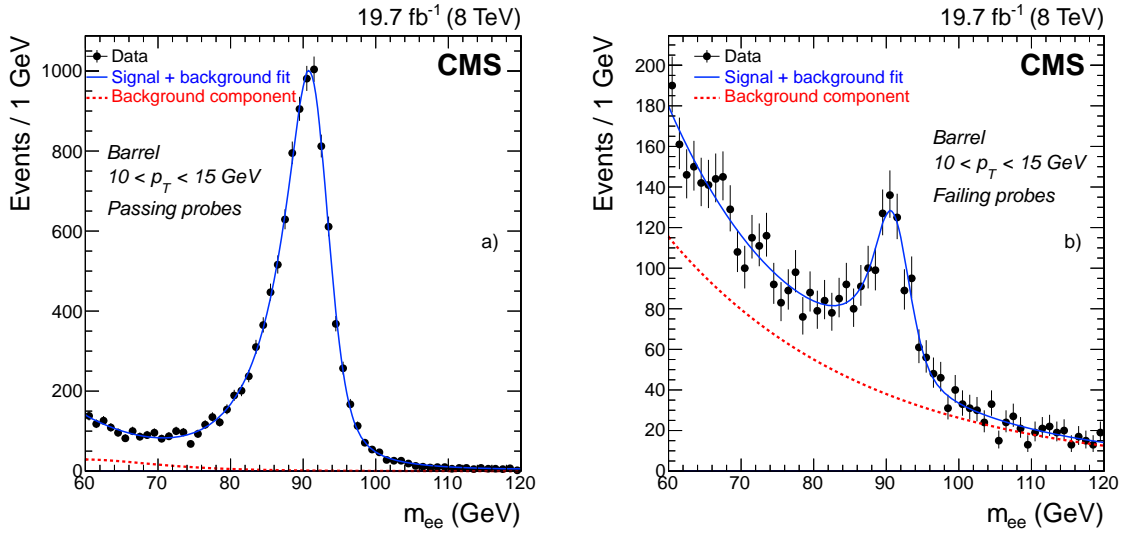 19.7 fb⁻¹ (8 TeV)
Events / 1 GeV
1000
800
600
400
200
0
Data
Signal + background fit
Background component
CMS
Barrel
10 < p_T < 15 GeV
Passing probes
a)
60 70 80 90 100 110 120
m_ee (GeV)
19.7 fb⁻¹ (8 TeV)
Events / 1 GeV
200
180
160
140
120
100
80
60
40
20
0
Data
Signal + background fit
Background component
CMS
Barrel
10 < p_T < 15 GeV
Failing probes
b)
60 70 80 90 100 110 120
m_ee (GeV)